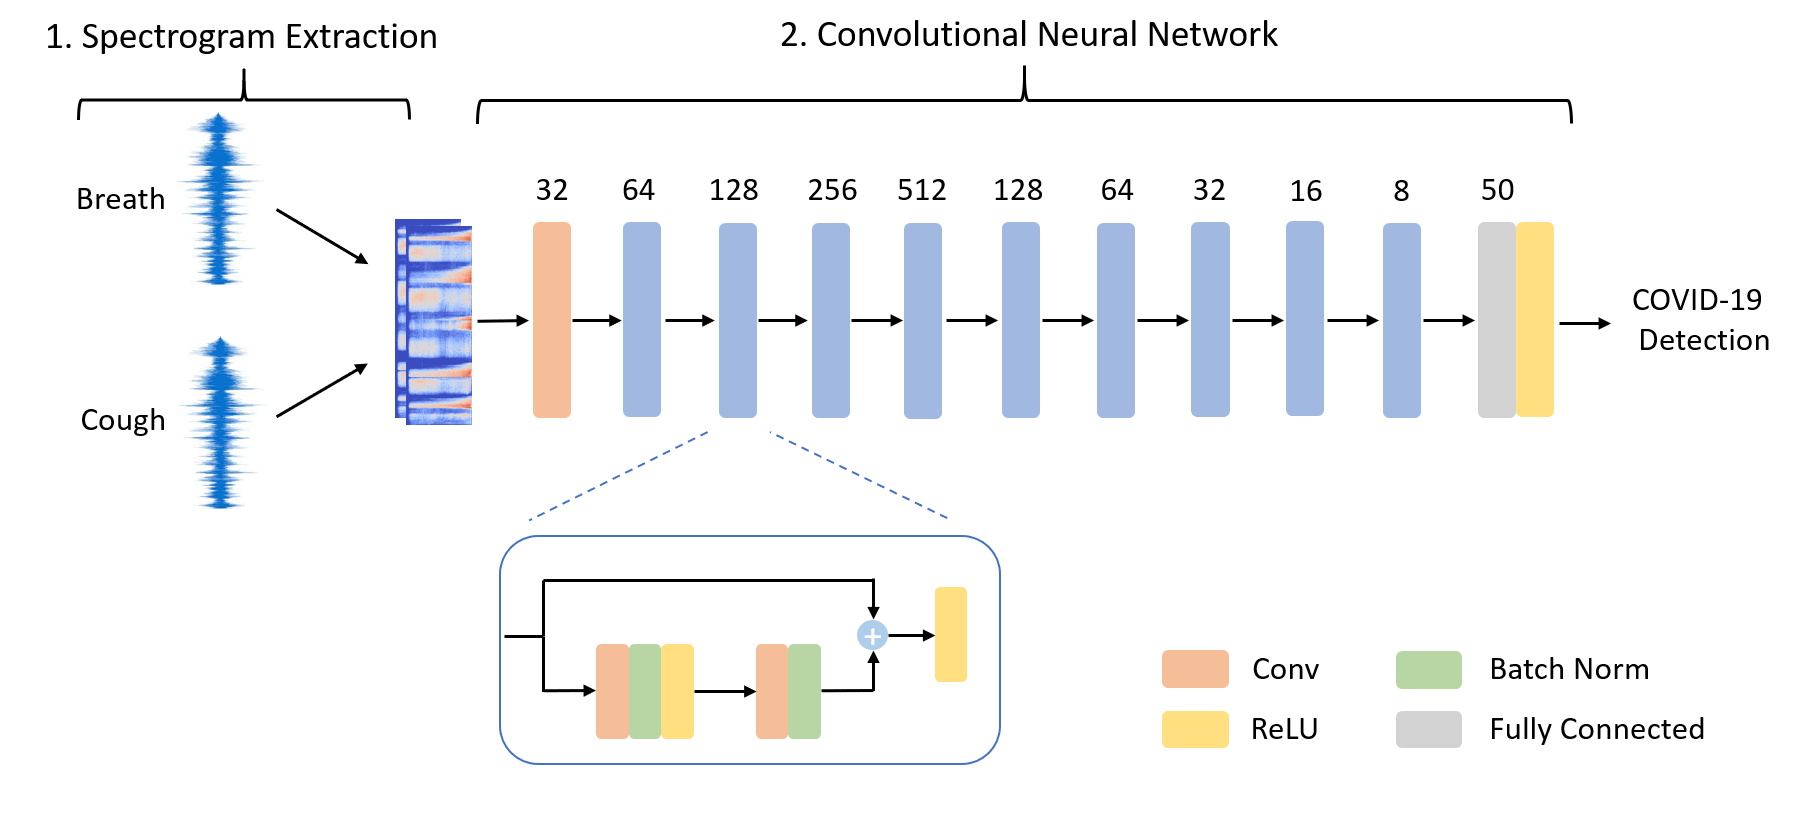 1. Spectrogram Extraction
2. Convolutional Neural Network
Breath
Cough
32 64 128 256 512 128 64 32 16 8 50
COVID-19
Detection
+
Conv
Batch Norm
ReLU
Fully Connected